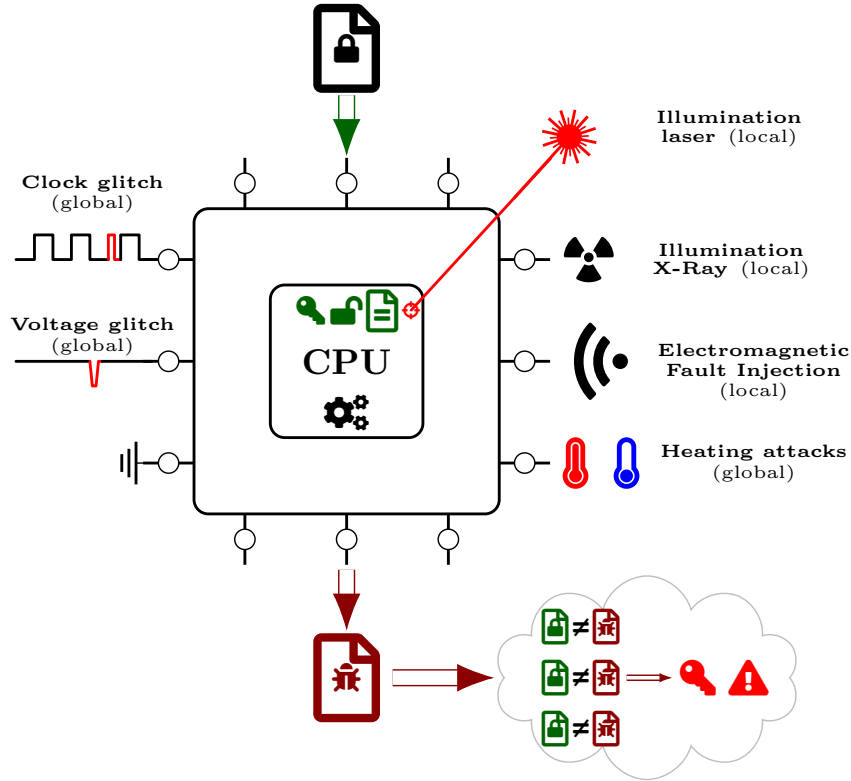 Illumination
laser (local)
Clock glitch
(global)
Illumination
X-Ray (local)
Voltage glitch
(global)
CPU
Electromagnetic
Fault Injection
(local)
Heating attacks
(global)
≠
≠
≠